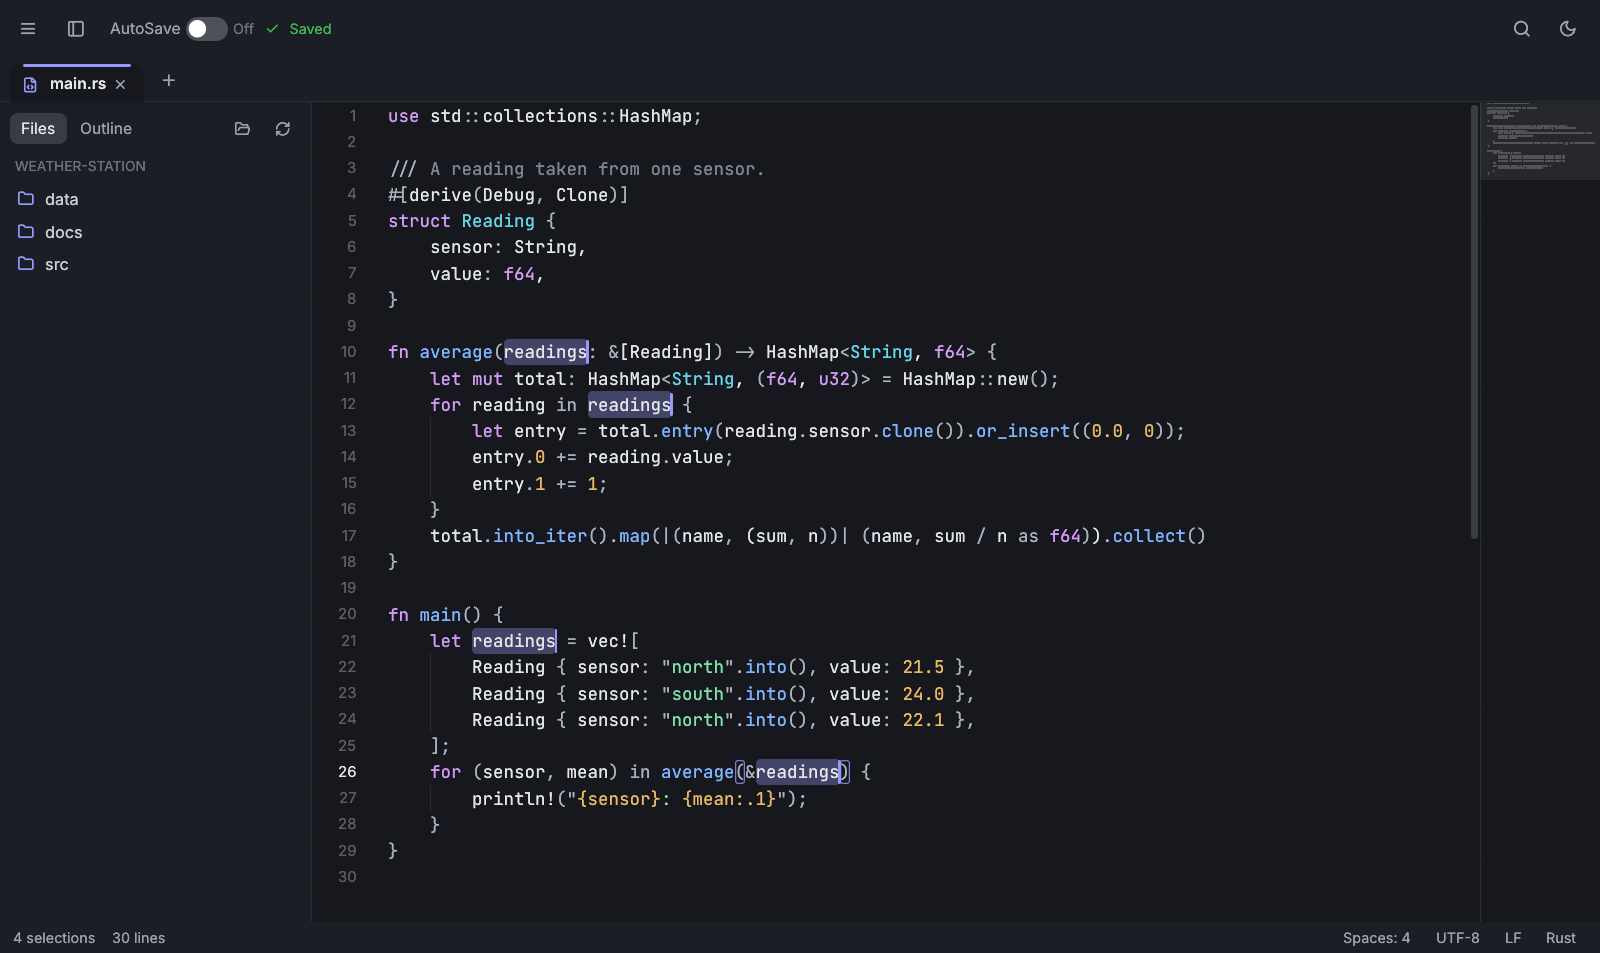 AutoSave Off Saved
main.rs
Files Outline
WEATHER-STATION
data
docs
src
1 use std::collections::HashMap;
2
3 /// A reading taken from one sensor.
4 #[derive(Debug, Clone)]
5 struct Reading {
6     sensor: String,
7     value: f64,
8 }
9
10 fn average(readings: &[Reading]) -> HashMap<String, f64> {
11     let mut total: HashMap<String, (f64, u32)> = HashMap::new();
12     for reading in readings {
13         let entry = total.entry(reading.sensor.clone()).or_insert((0.0, 0));
14         entry.0 += reading.value;
15         entry.1 += 1;
16     }
17     total.into_iter().map(|(name, (sum, n))| (name, sum / n as f64)).collect()
18 }
19
20 fn main() {
21     let readings = vec![
22         Reading { sensor: "north".into(), value: 21.5 },
23         Reading { sensor: "south".into(), value: 24.0 },
24         Reading { sensor: "north".into(), value: 22.1 },
25     ];
26     for (sensor, mean) in average(&readings) {
27         println!("{sensor}: {mean:.1}");
28     }
29 }
30
4 selections 30 lines
Spaces: 4 UTF-8 LF Rust